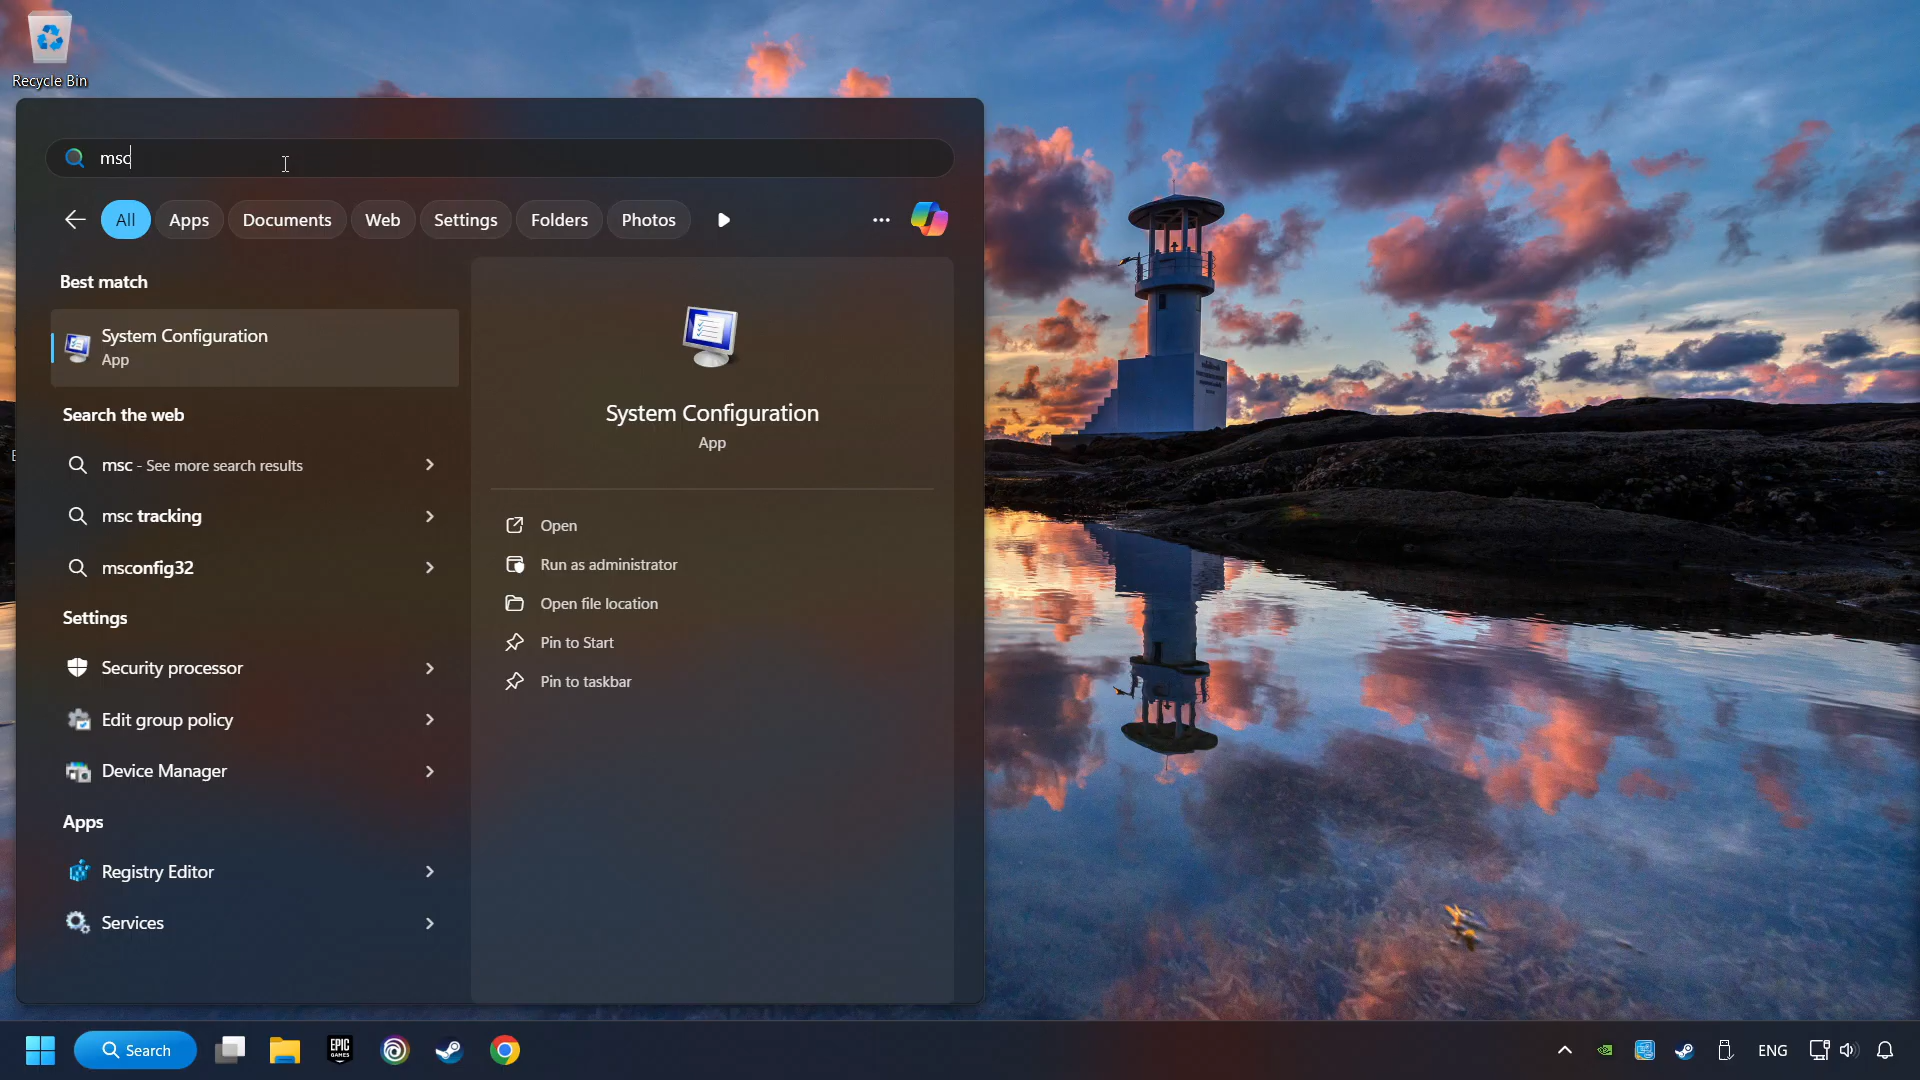 Recycle Bin
msc
All
Apps
Documents
Web
Settings
Folders
Photos
Best match
System Configuration
App
Search the web
msc - See more search results
msc tracking
msconfig32
Settings
Security processor
Edit group policy
Device Manager
Apps
Registry Editor
Services
System Configuration
App
Open
Run as administrator
Open file location
Pin to Start
Pin to taskbar
Search
EPIC
GAMES
ENG